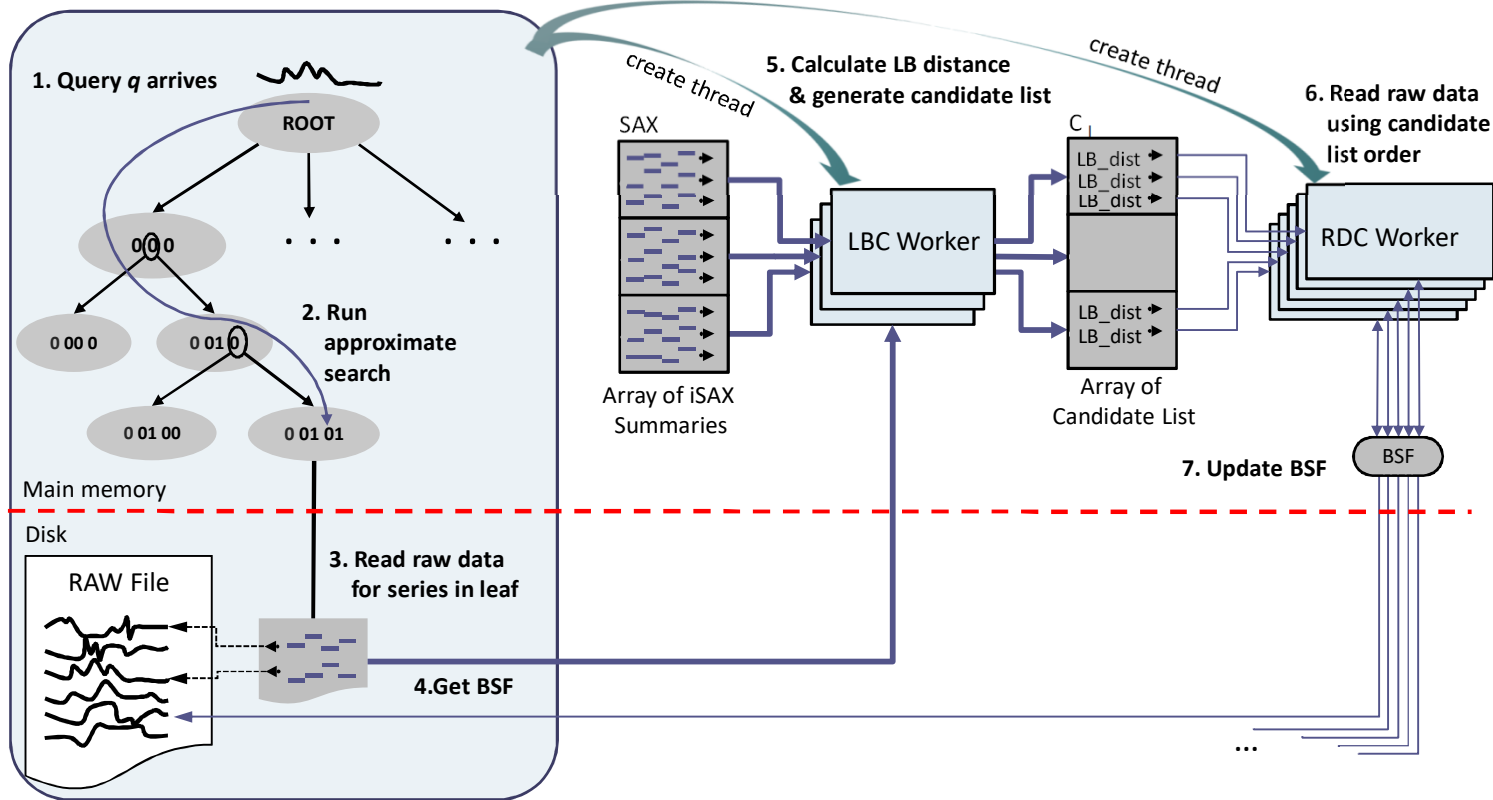 1. Query q arrives
ROOT
0 0 0
. . .
. . .
0 00 0
0 01 0
2. Run
approximate
search
0 01 00
0 01 01
Main memory
Disk
RAW File
3. Read raw data
for series in leaf
4.Get BSF
create thread
create thread
5. Calculate LB distance
& generate candidate list
6. Read raw data
using candidate
list order
SAX
Array of iSAX
Summaries
LBC Worker
C
LB_dist
LB_dist
LB_dist
LB_dist
LB_dist
Array of
Candidate List
RDC Worker
BSF
7. Update BSF
...